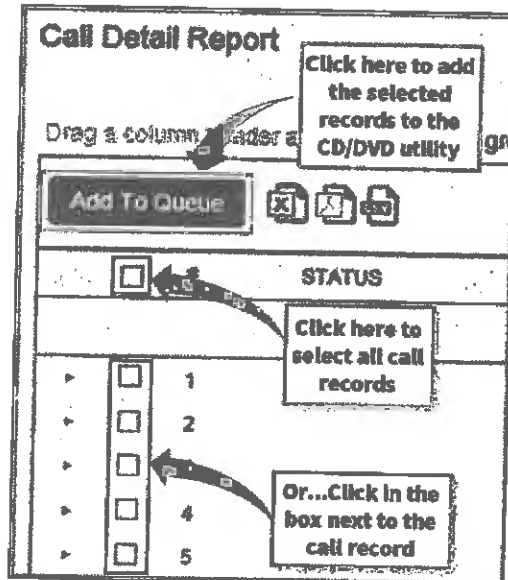 Call Detail Report
Click here to add
the selected
records to the
CD/DVD utility
Drag a column
Add To Queue
STATUS
Click here to
select all call
records
1
2
4
5
Or...Click in the
box next to the
call record